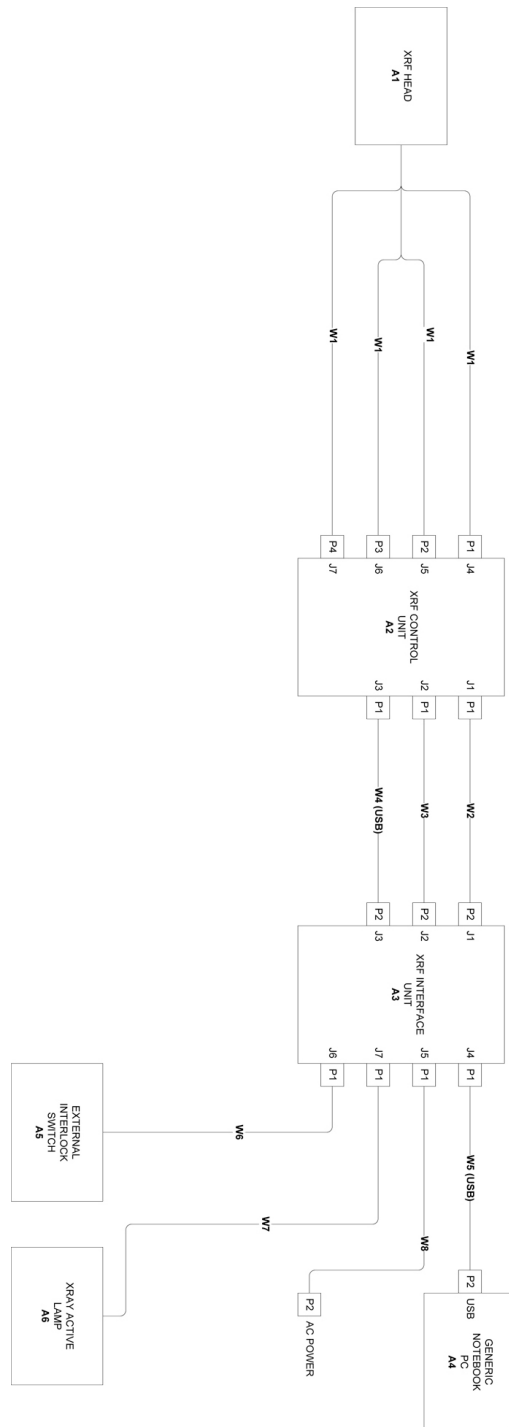 XRF HEAD
A1
W1
W1
W1
W1
P1
J4
P2
J5
P3
J6
P4
J7
XRF CONTROL
UNIT
A2
J1
P1
J2
P1
J3
P1
W2
W3
W4 (USB)
P2
J1
P2
J2
P2
J3
XRF INTERFACE
UNIT
A3
J4
P1
J5
P1
J7
P1
J6
P1
W5 (USB)
W8
W7
W6
P2
USB
GENERIC
NOTEBOOK
PC
A4
P2
AC POWER
EXTERNAL
INTERLOCK
SWITCH
A5
XRAY ACTIVE
LAMP
A6